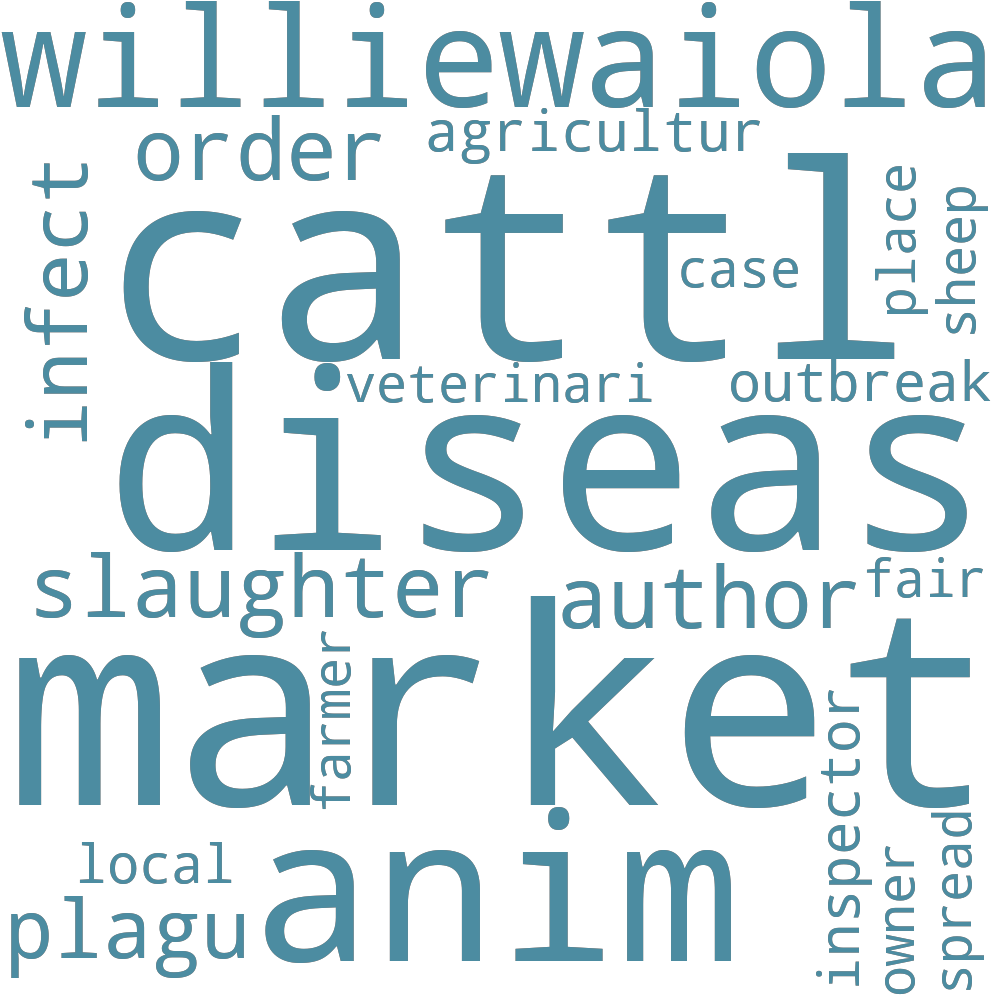 williewaiola
order
agricultur
infect
cattl
case
place
sheep
veterinari
outbreak
diseas
slaughter
author
fair
market
farmer
inspector
local
anim
plagu
owner
spread